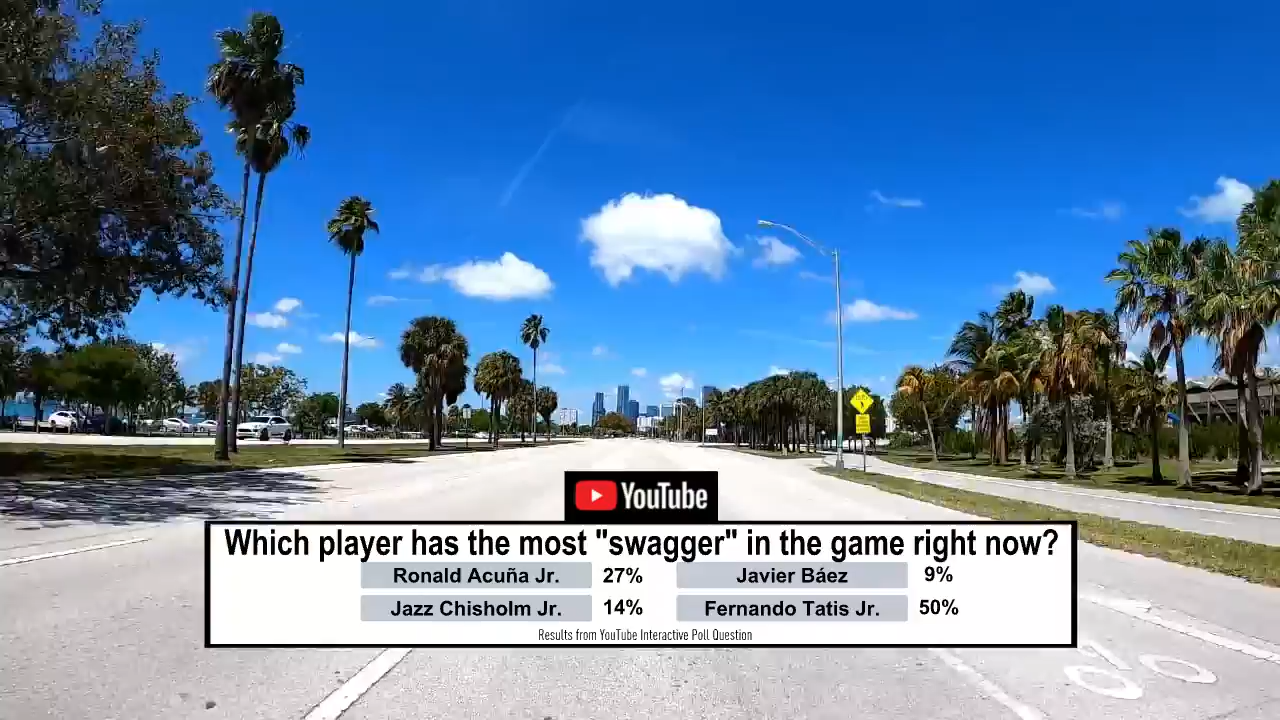 YouTube
Which player has the most "swagger" in the game right now?
Ronald Acuña Jr. 27% Javier Báez 9%
Jazz Chisholm Jr. 14% Fernando Tatis Jr. 50%
Results from YouTube Interactive Poll Question